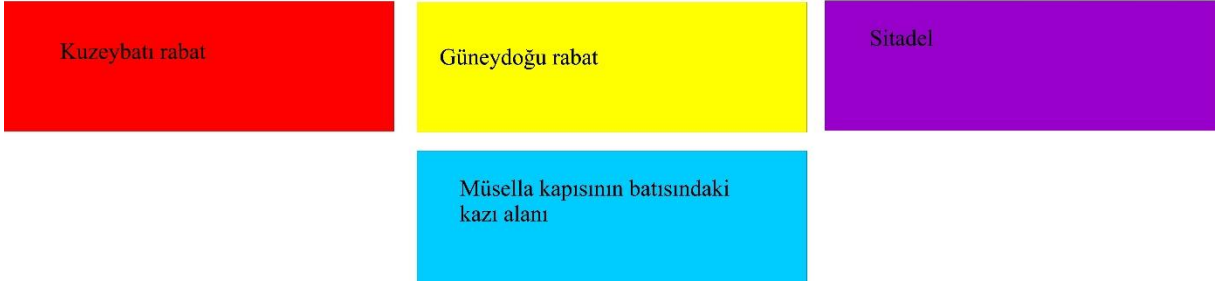 Kuzeybatı rabat
Güneydoğu rabat
Sitadel
Müsella kapısının batısındaki
kazı alanı